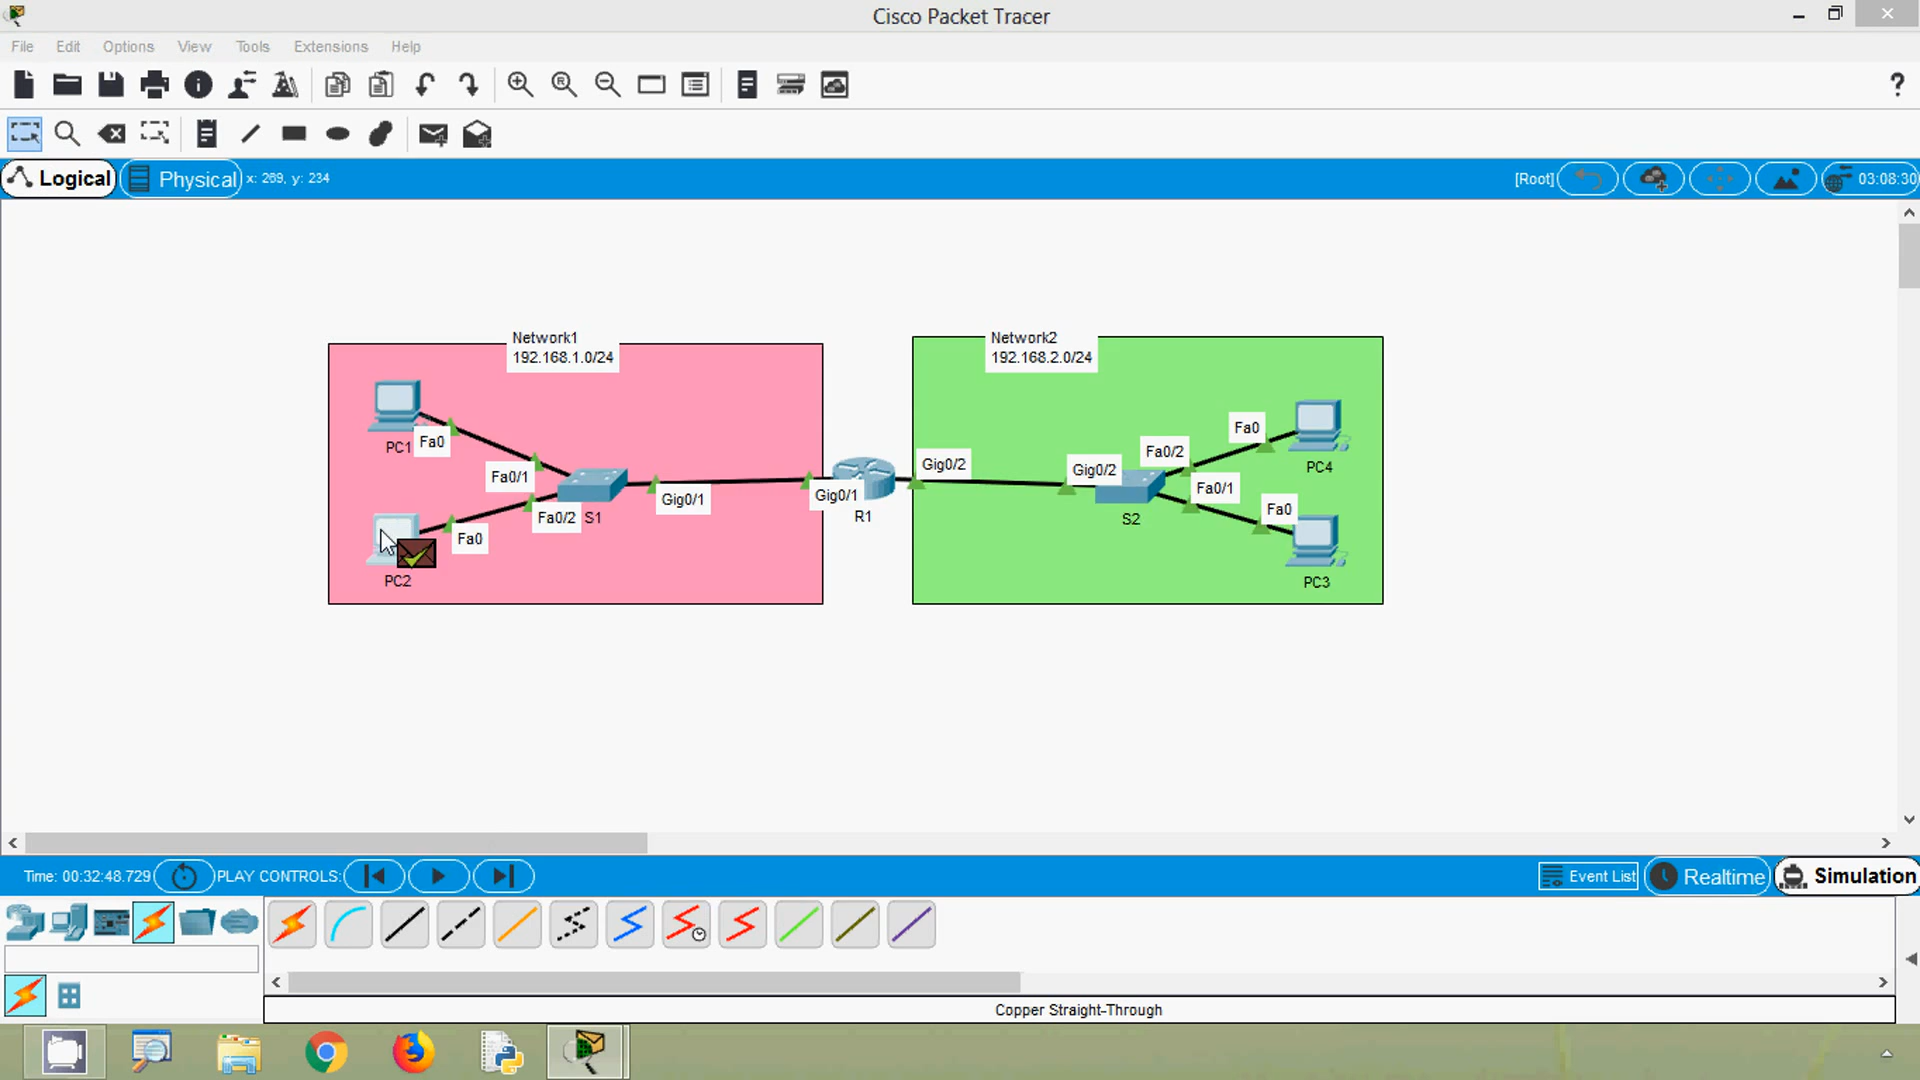 Cisco Packet Tracer
File Edit Options View Tools Extensions Help
?
Logical Physical x: 269, y: 234 [Root] 03:08:30
Network1
192.168.1.0/24
Network2
192.168.2.0/24
PC1 Fa0
Fa0/1
Fa0/2 S1
Fa0
PC2
Gig0/1
Gig0/1
R1
Gig0/2
Gig0/2
S2
Fa0/2
Fa0/1
Fa0
PC4
Fa0
PC3
Time: 00:32:48.729 PLAY CONTROLS: Event List Realtime Simulation
Copper Straight-Through